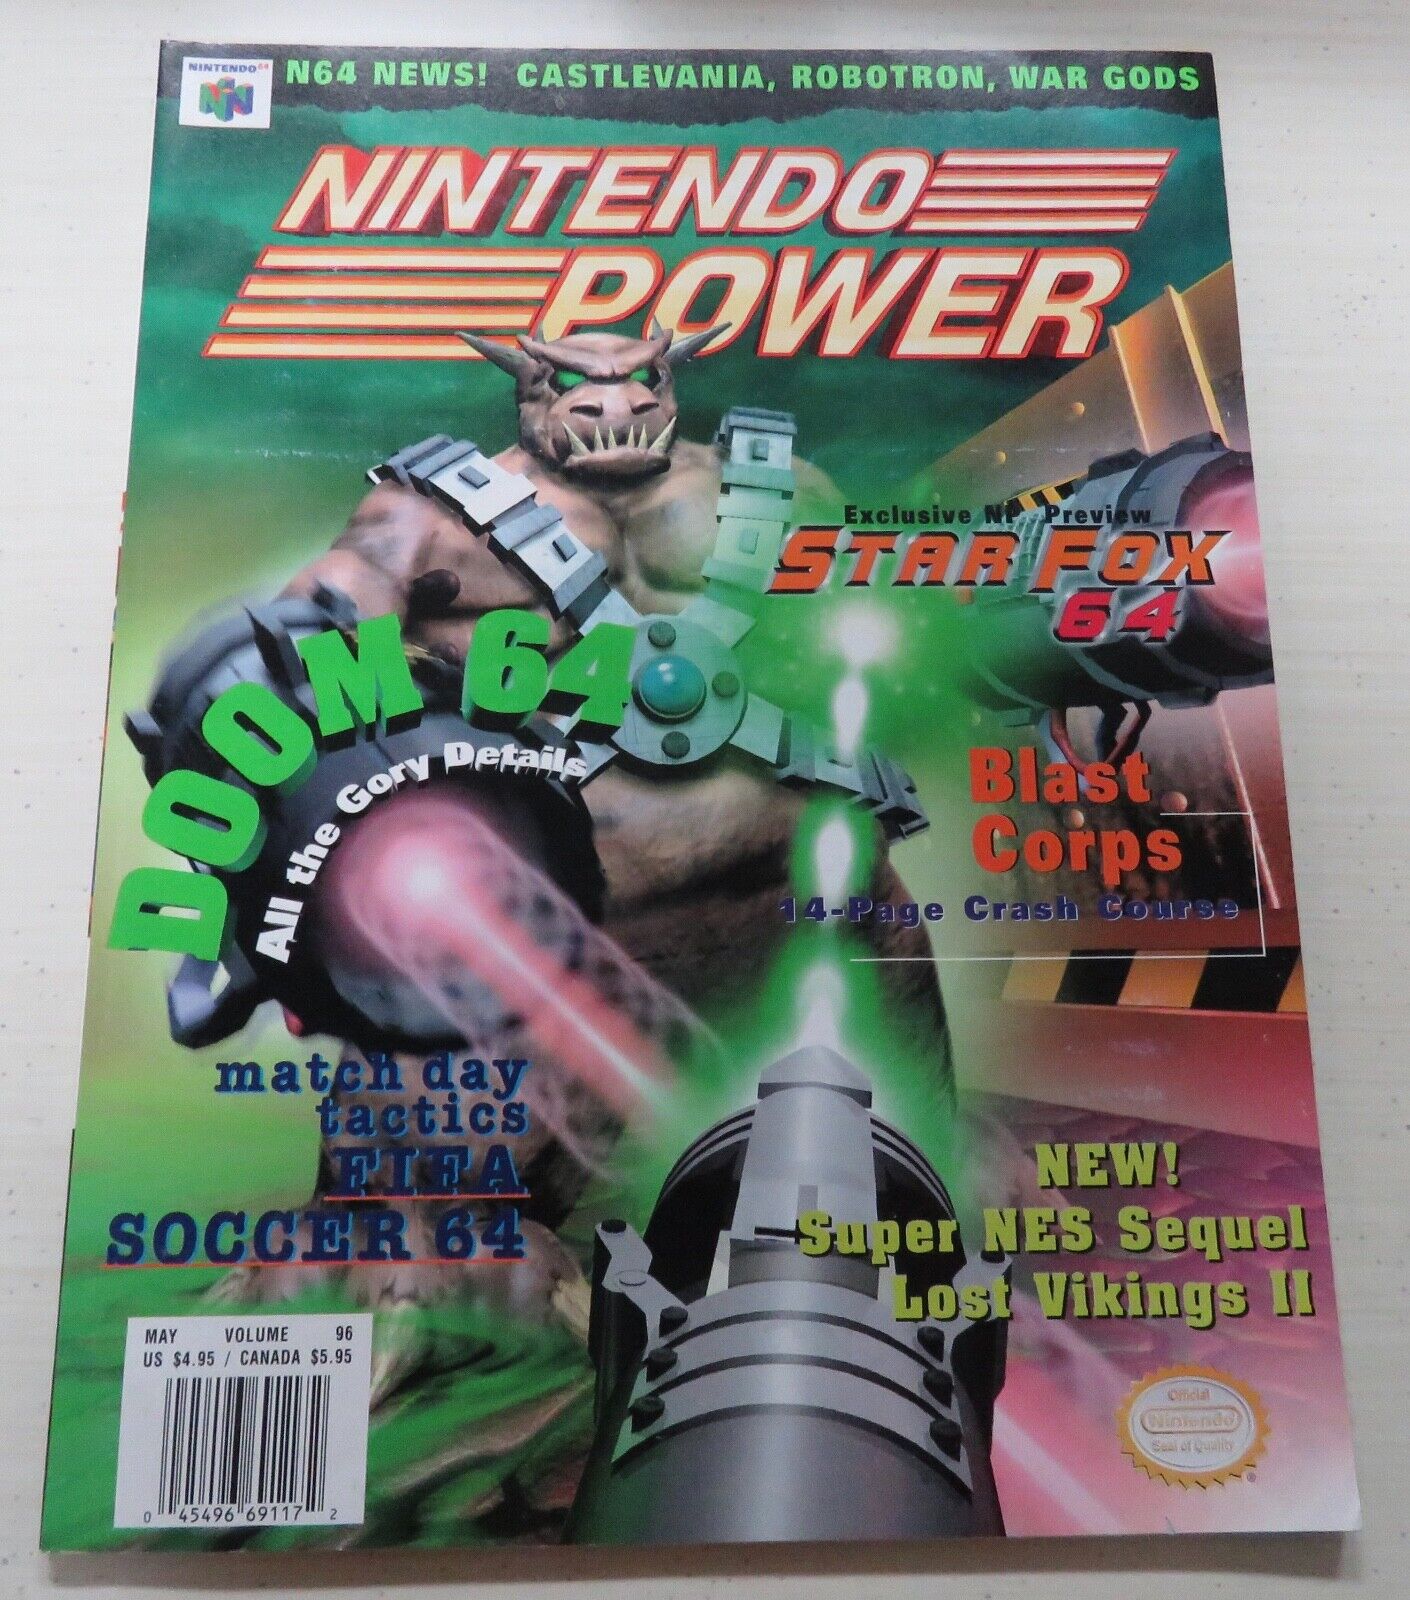 NINTENDO 64
N64 NEWS! CASTLEVANIA, ROBOTRON, WAR GODS
NINTENDO
POWER
Exclusive NP Preview
STAR FOX
64
DOOM 64
All the Gory Details
Blast
Corps
14-Page Crash Course
match day
tactics
FIFA
SOCCER 64
NEW!
Super NES Sequel
Lost Vikings II
MAY VOLUME 96
US $4.95 / CANADA $5.95
0 45496 69117 2
Official
Nintendo
Seal of Quality
®